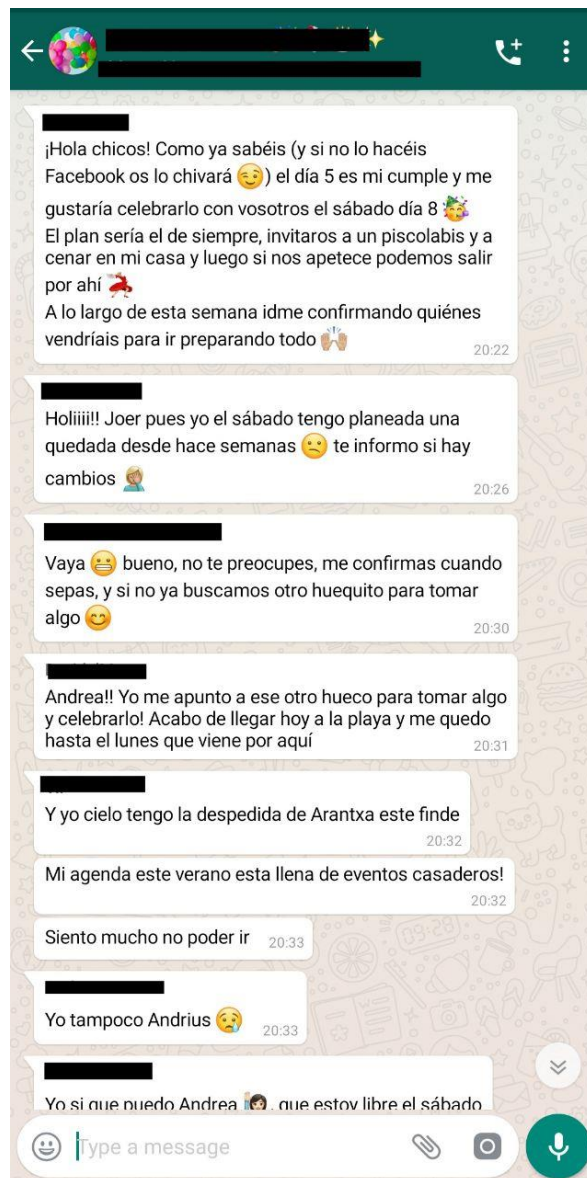 ¡Hola chicos! Como ya sabéis (y si no lo hacéis
Facebook os lo chivará 😉) el día 5 es mi cumple y me
gustaría celebrarlo con vosotros el sábado día 8 🥳
El plan sería el de siempre, invitaros a un piscolabis y a
cenar en mi casa y luego si nos apetece podemos salir
por ahí 💃
A lo largo de esta semana idme confirmando quiénes
vendríais para ir preparando todo 🙌🏼
20:22
Holiiii!! Joer pues yo el sábado tengo planeada una
quedada desde hace semanas 🙁 te informo si hay
cambios 🤦🏼
20:26
Vaya 😬 bueno, no te preocupes, me confirmas cuando
sepas, y si no ya buscamos otro huequito para tomar
algo 😊
20:30
Andrea!! Yo me apunto a ese otro hueco para tomar algo
y celebrarlo! Acabo de llegar hoy a la playa y me quedo
hasta el lunes que viene por aquí
20:31
Y yo cielo tengo la despedida de Arantxa este finde
20:32
Mi agenda este verano esta llena de eventos casaderos!
20:32
Siento mucho no poder ir 20:33
Yo tampoco Andrius 😢 20:33
Yo si que puedo Andrea 🙋🏻‍♀️, que estoy libre el sábado
Type a message